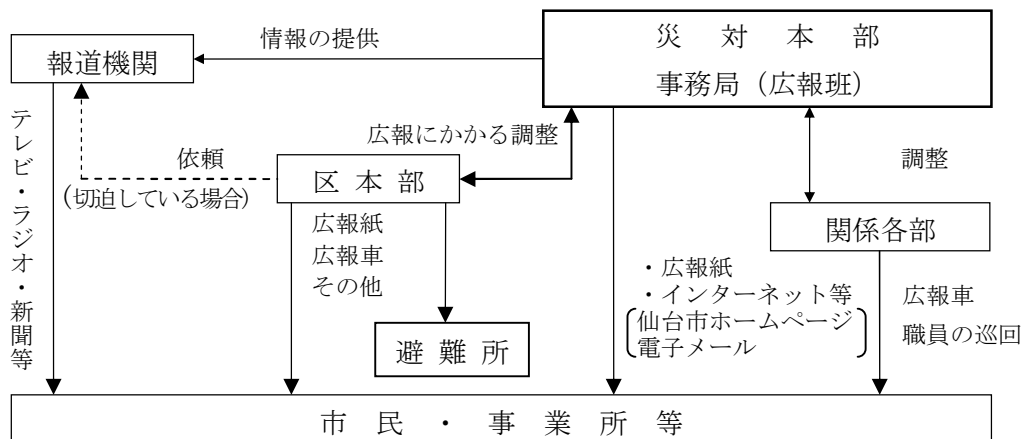 情報の提供
災対本部
事務局（広報班）
報道機関
テレビ・ラジオ・新聞等
広報にかかる調整
依頼
(切迫している場合)
区本部
調整
関係各部
広報紙
広報車
その他
・広報紙
・インターネット等
仙台市ホームページ
電子メール
広報車
職員の巡回
避難所
市民・事業所等